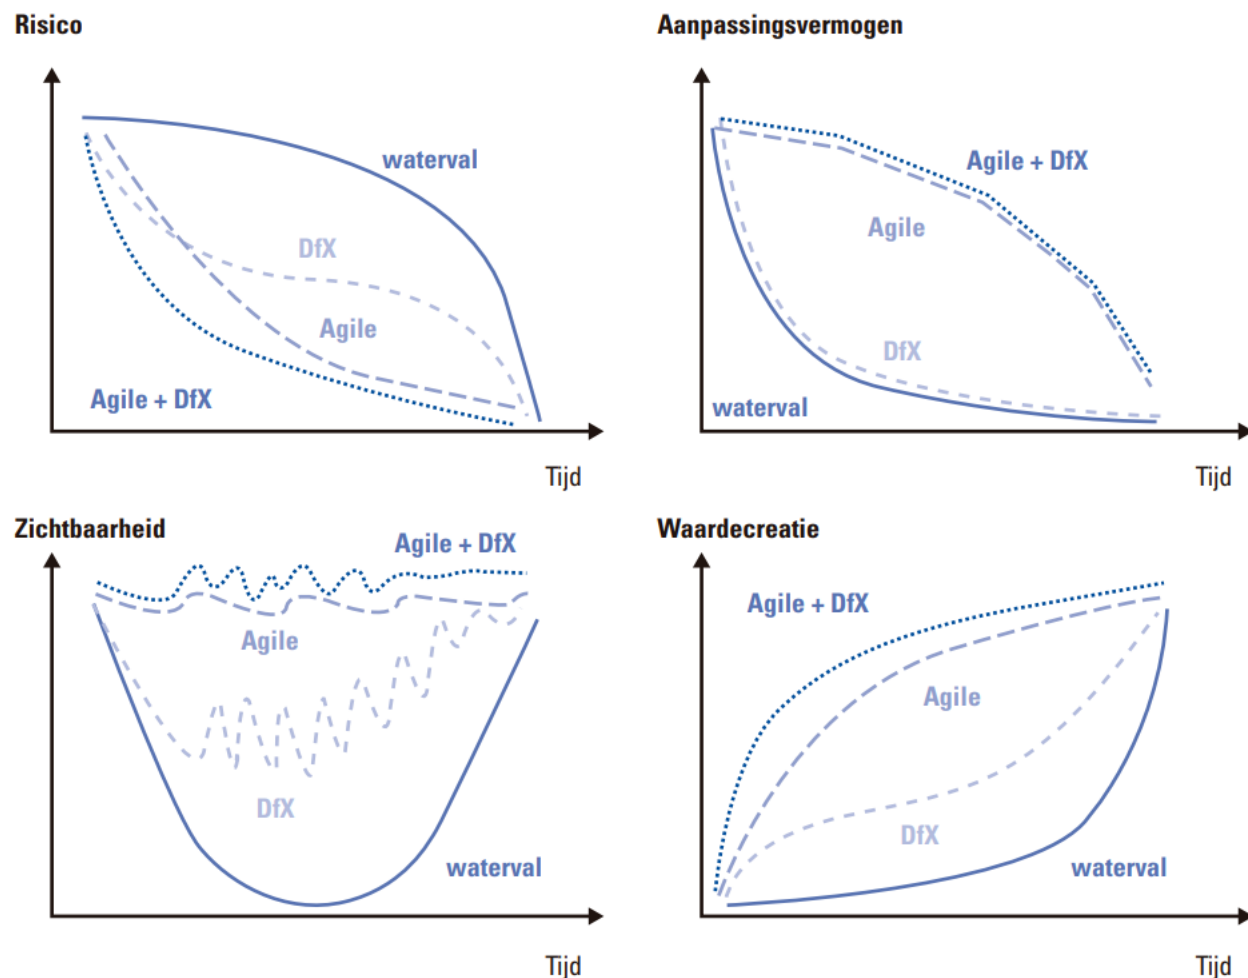 Risico
waterval
DfX
Agile
Agile + DfX
Tijd
Aanpassingsvermogen
Agile + DfX
Agile
DfX
waterval
Tijd
Zichtbaarheid
Agile + DfX
Agile
DfX
waterval
Tijd
Waardecreatie
Agile + DfX
Agile
DfX
waterval
Tijd